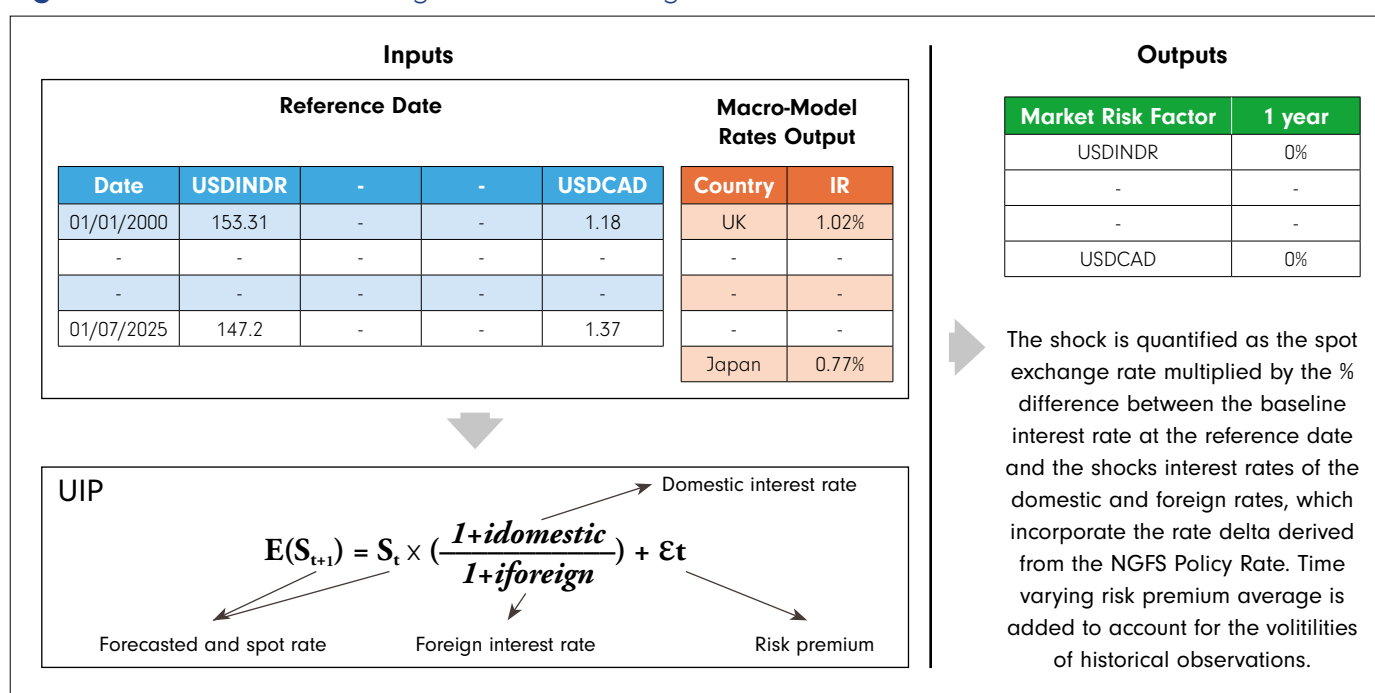 Inputs
Reference Date
Macro-Model
Rates Output
Date USDINDR - - USDCAD
01/01/2000 153.31 - - 1.18
- - - - -
- - - - -
01/07/2025 147.2 - - 1.37
Country IR
UK 1.02%
- -
- -
- -
Japan 0.77%
UIP
Domestic interest rate
E(St+1) = St × (1+idomestic
1+iforeign) + Ɛt
Forecasted and spot rate
Foreign interest rate
Risk premium
Outputs
Market Risk Factor 1 year
USDINDR 0%
- -
- -
USDCAD 0%
The shock is quantified as the spot
exchange rate multiplied by the %
difference between the baseline
interest rate at the reference date
and the shocks interest rates of the
domestic and foreign rates, which
incorporate the rate delta derived
from the NGFS Policy Rate. Time
varying risk premium average is
added to account for the volitilities
of historical observations.